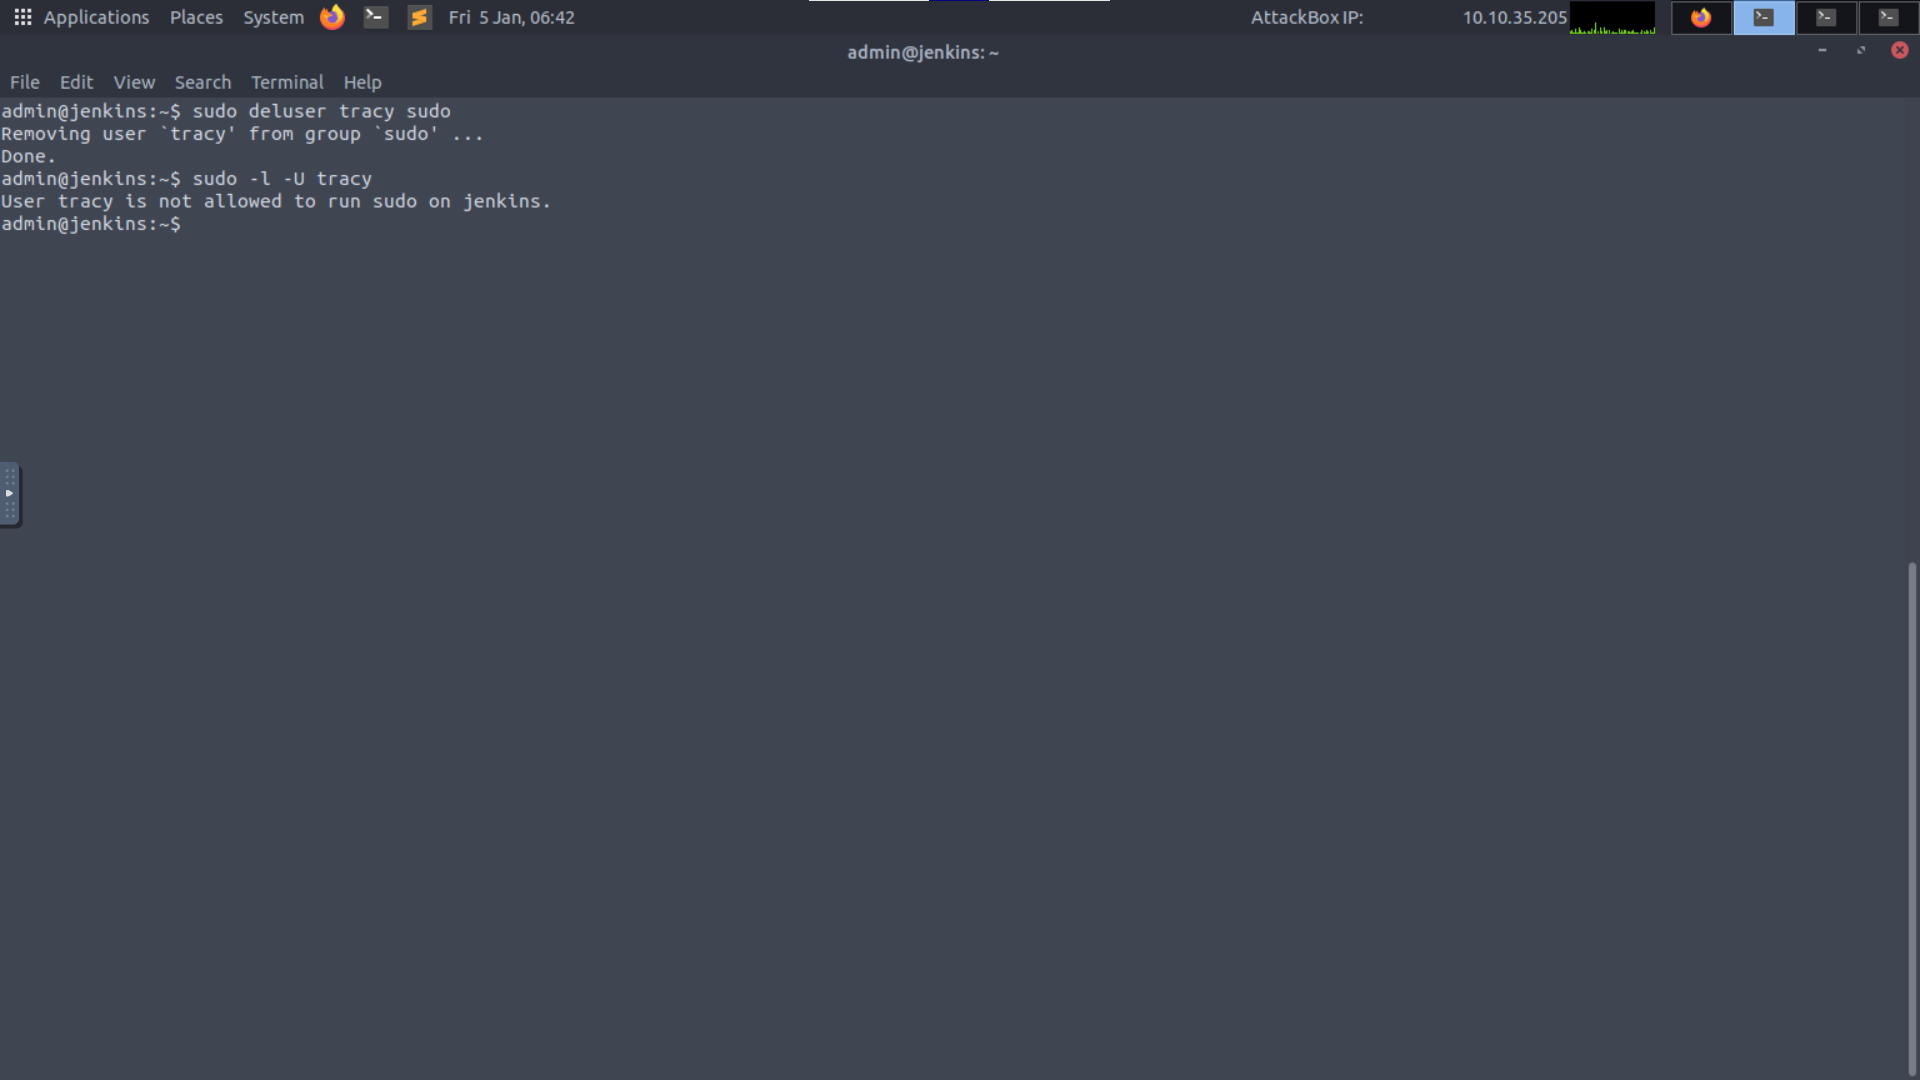 Applications Places System Fri 5 Jan, 06:42 AttackBox IP: 10.10.35.205
admin@jenkins: ~
File Edit View Search Terminal Help
admin@jenkins:~$ sudo deluser tracy sudo
Removing user `tracy' from group `sudo' ...
Done.
admin@jenkins:~$ sudo -l -U tracy
User tracy is not allowed to run sudo on jenkins.
admin@jenkins:~$